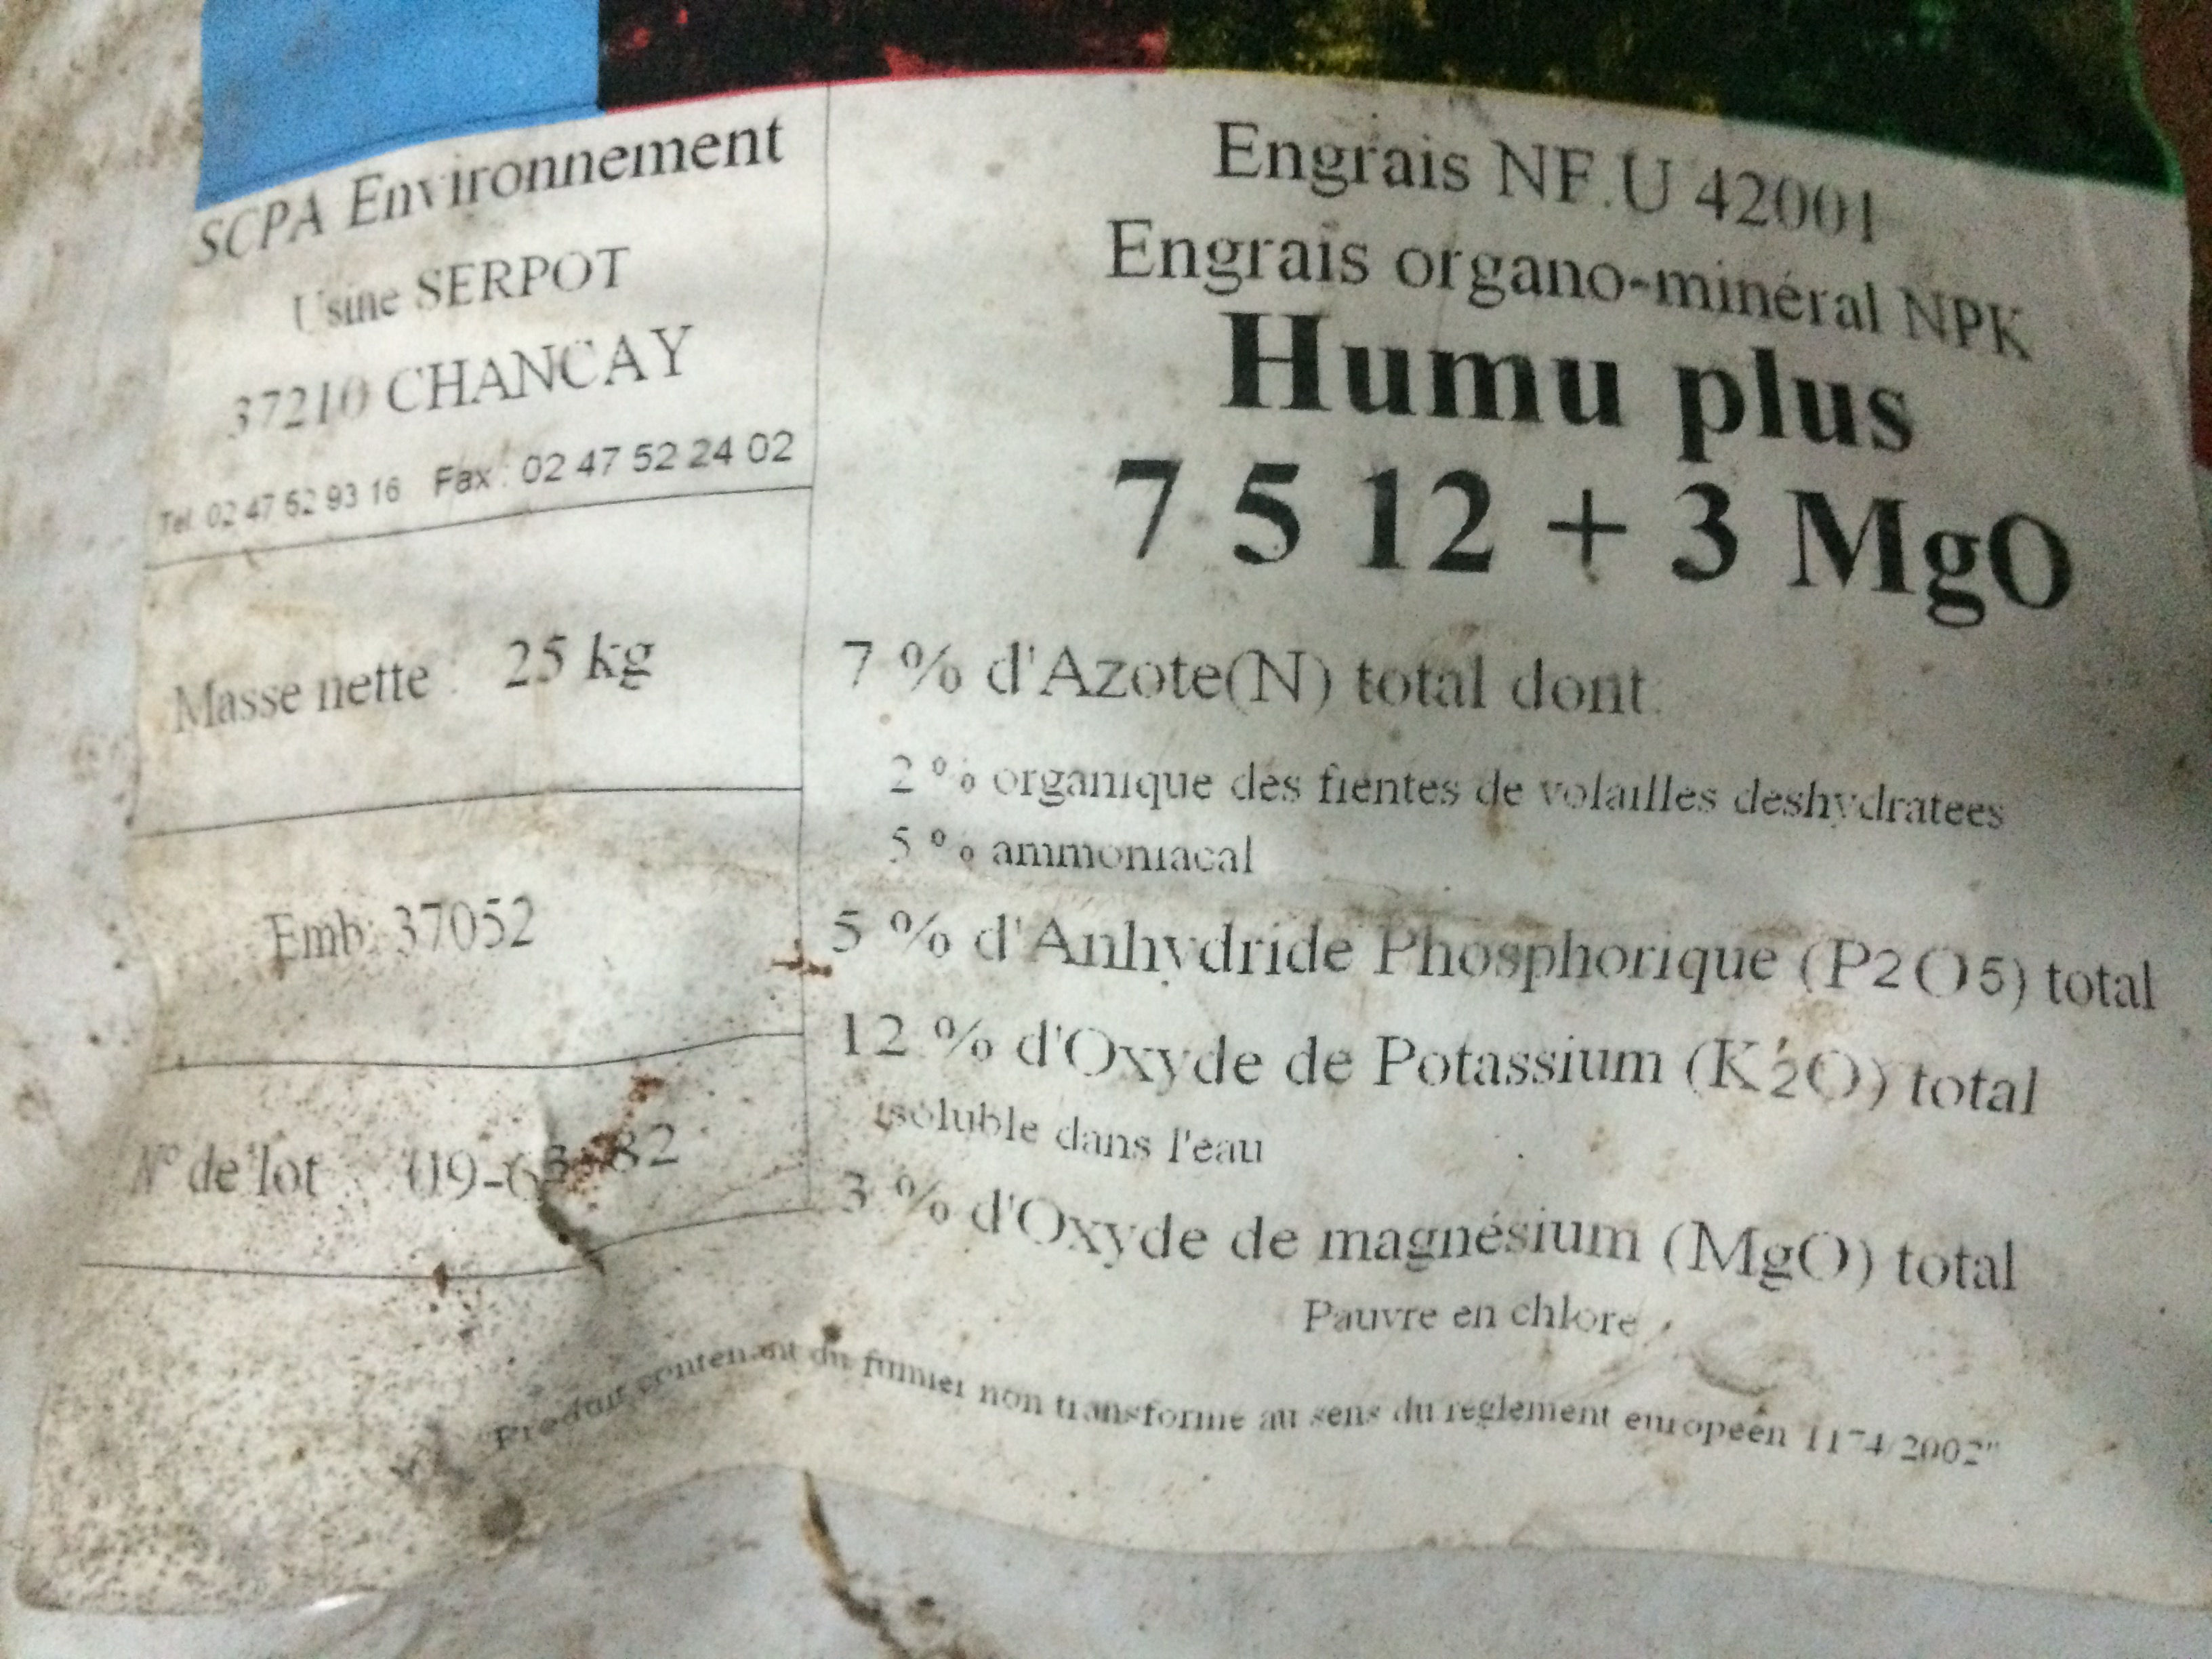 SCPA Environnement
Usine SERPOT
37210 CHANCAY
Tel. 02 47 52 93 16 Fax : 02 47 52 24 02
Masse nette : 25 kg
Emb: 37052
N° de lot
Engrais NF.U 42001
Engrais organo-minéral NPK
Humu plus
7 5 12 + 3 MgO
7 % d'Azote(N) total dont
2 % organique des fientes de volailles deshydratees
5 % ammoniacal
5 % d'Anhydride Phosphorique (P2O5) total
12 % d'Oxyde de Potassium (K2O) total
soluble dans l'eau
3 % d'Oxyde de magnésium (MgO) total
Pauvre en chlore
Produit contenant du fumier non transforme au sens du reglement europeen 1174/2002"